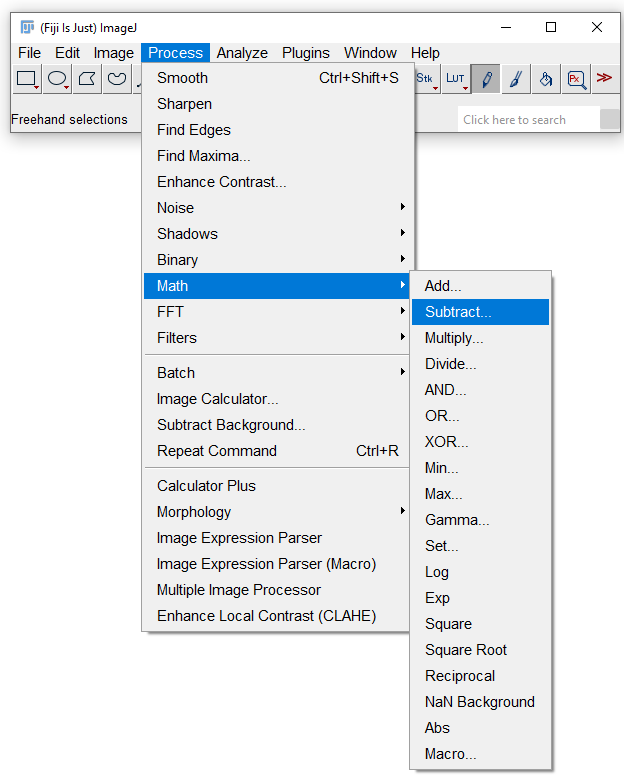 (Fiji Is Just) ImageJ
File Edit Image Process Analyze Plugins Window Help
Stk LUT
Freehand selections
Click here to search
Smooth Ctrl+Shift+S
Sharpen
Find Edges
Find Maxima...
Enhance Contrast...
Noise
Shadows
Binary
Math
FFT
Filters
Batch
Image Calculator...
Subtract Background...
Repeat Command Ctrl+R
Calculator Plus
Morphology
Image Expression Parser
Image Expression Parser (Macro)
Multiple Image Processor
Enhance Local Contrast (CLAHE)
Add...
Subtract...
Multiply...
Divide...
AND...
OR...
XOR...
Min...
Max...
Gamma...
Set...
Log
Exp
Square
Square Root
Reciprocal
NaN Background
Abs
Macro...